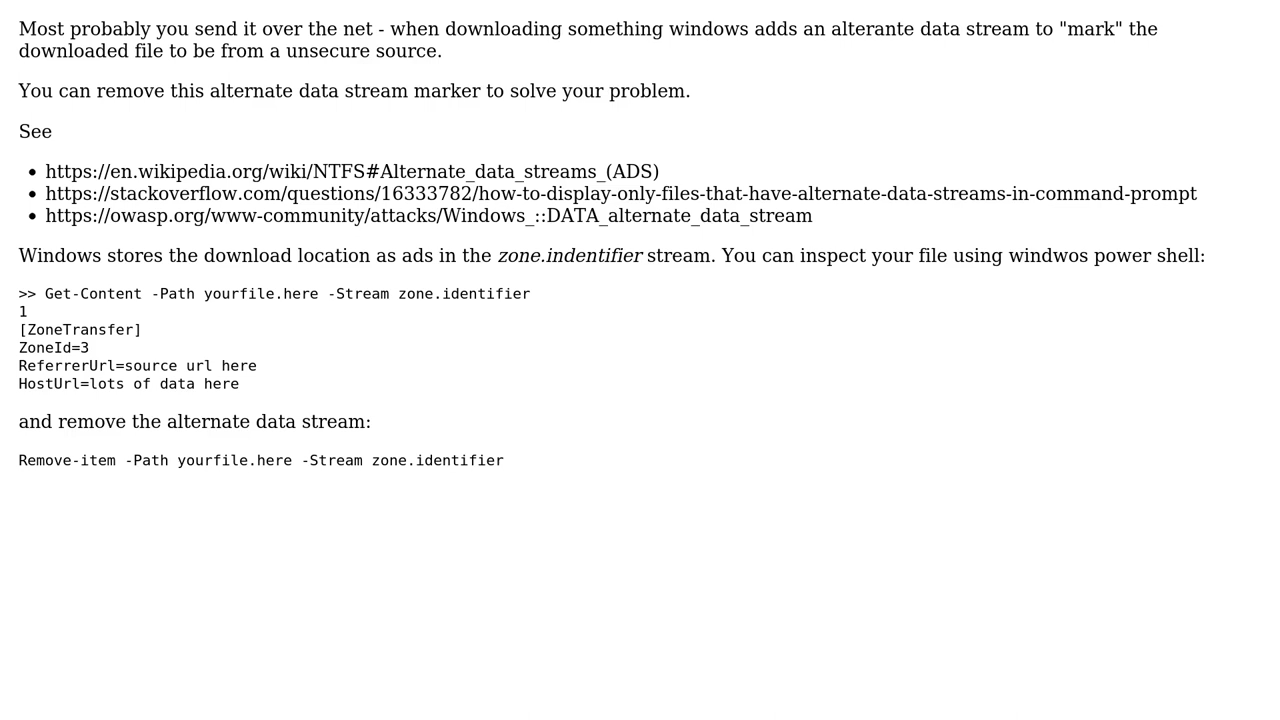 Most probably you send it over the net - when downloading something windows adds an alterante data stream to "mark" the
downloaded file to be from a unsecure source.
You can remove this alternate data stream marker to solve your problem.
See
• https://en.wikipedia.org/wiki/NTFS#Alternate_data_streams_(ADS)
• https://stackoverflow.com/questions/16333782/how-to-display-only-files-that-have-alternate-data-streams-in-command-prompt
• https://owasp.org/www-community/attacks/Windows_::DATA_alternate_data_stream
Windows stores the download location as ads in the zone.indentifier stream. You can inspect your file using windwos power shell:
>> Get-Content -Path yourfile.here -Stream zone.identifier
1
[ZoneTransfer]
ZoneId=3
ReferrerUrl=source url here
HostUrl=lots of data here
and remove the alternate data stream:
Remove-item -Path yourfile.here -Stream zone.identifier